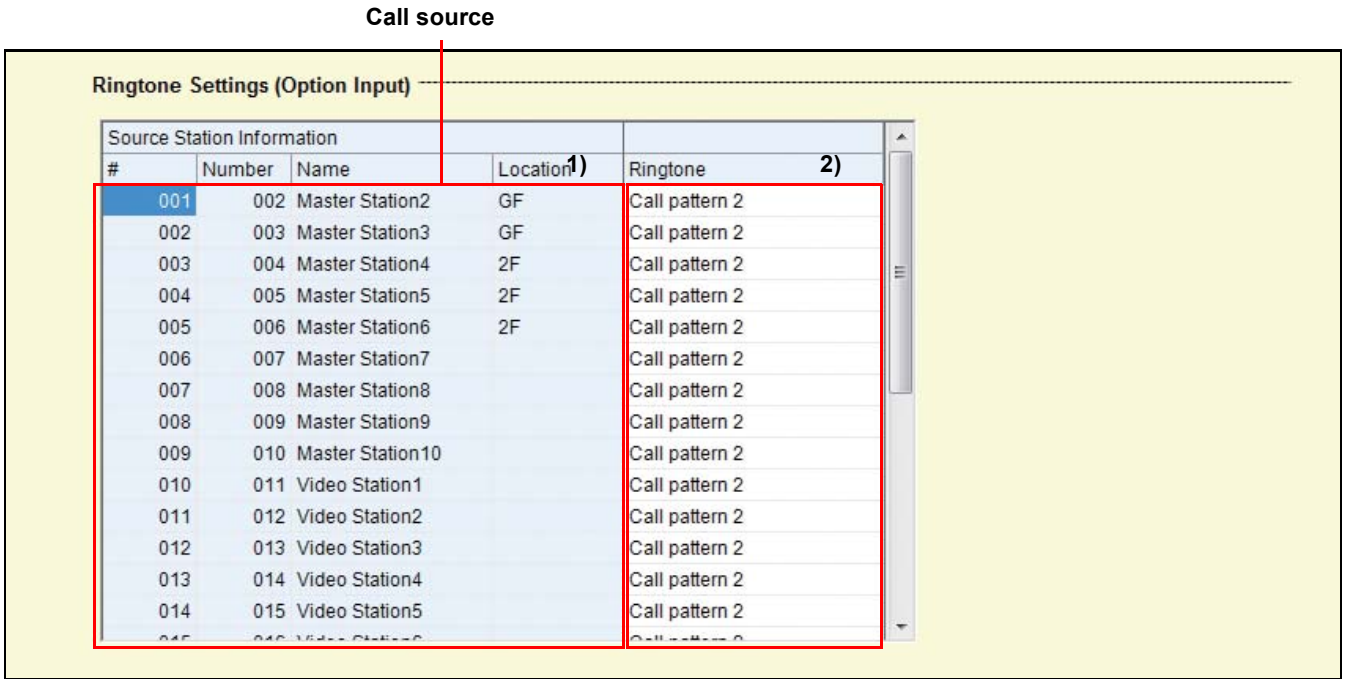 Call source
Ringtone Settings (Option Input)
Source Station Information
# Number Name Location 1) Ringtone 2)
001 002 Master Station2 GF Call pattern 2
002 003 Master Station3 GF Call pattern 2
003 004 Master Station4 2F Call pattern 2
004 005 Master Station5 2F Call pattern 2
005 006 Master Station6 2F Call pattern 2
006 007 Master Station7 Call pattern 2
007 008 Master Station8 Call pattern 2
008 009 Master Station9 Call pattern 2
009 010 Master Station10 Call pattern 2
010 011 Video Station1 Call pattern 2
011 012 Video Station2 Call pattern 2
012 013 Video Station3 Call pattern 2
013 014 Video Station4 Call pattern 2
014 015 Video Station5 Call pattern 2